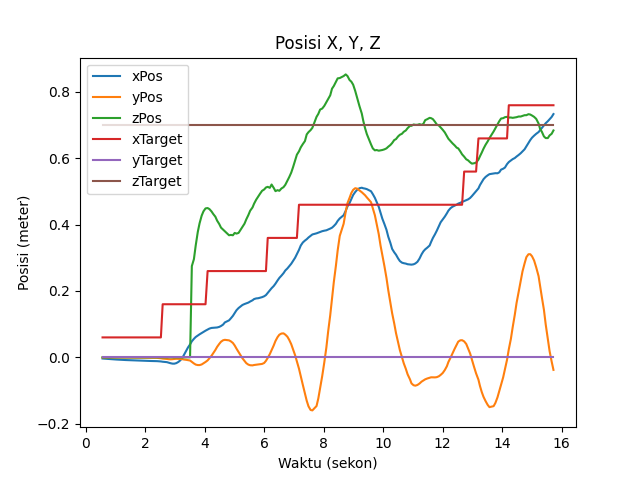 Posisi X, Y, Z
xPos
yPos
zPos
xTarget
yTarget
zTarget
0.8
0.6
0.4
0.2
0.0
−0.2
Posisi (meter)
0 2 4 6 8 10 12 14 16
Waktu (sekon)